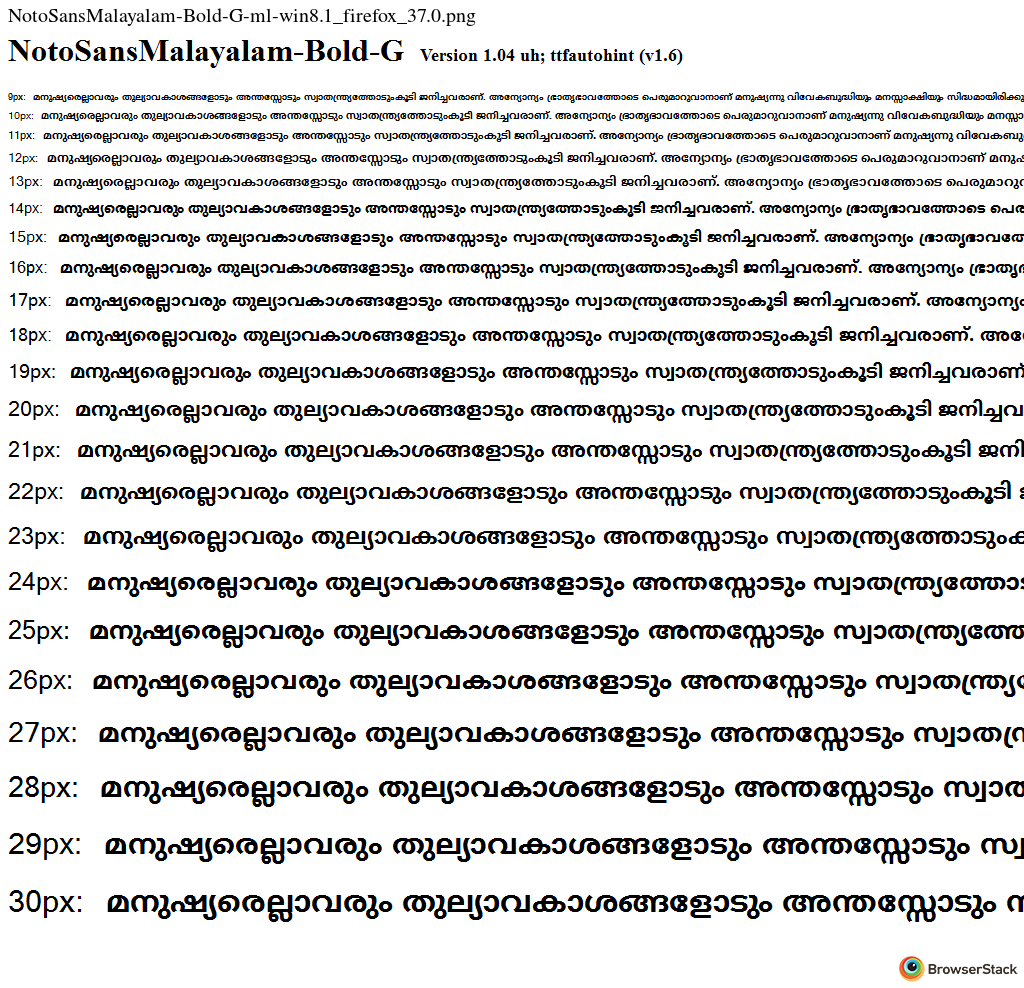 NotoSansMalayalam-Bold-G-ml-win8.1_firefox_37.0.png
NotoSansMalayalam-Bold-G Version 1.04 uh; ttfautohint (v1.6)
9px: മനുഷ്യരെല്ലാവരും തുല്യാവകാശങ്ങളോടും അന്തസ്സോടും സ്വാതന്ത്ര്യത്തോടുംകൂടി ജനിച്ചവരാണ്. അന്യോന്യം ഭ്രാതൃഭാവത്തോടെ പെരുമാറുവാനാണ് മനുഷ്യന്നു വിവേകബുദ്ധിയും മനസ്സാക്ഷിയും സിദ്ധമായിരിക്കു
10px: മനുഷ്യരെല്ലാവരും തുല്യാവകാശങ്ങളോടും അന്തസ്സോടും സ്വാതന്ത്ര്യത്തോടുംകൂടി ജനിച്ചവരാണ്. അന്യോന്യം ഭ്രാതൃഭാവത്തോടെ പെരുമാറുവാനാണ് മനുഷ്യന്നു വിവേകബുദ്ധിയും മനസ്സാ
11px: മനുഷ്യരെല്ലാവരും തുല്യാവകാശങ്ങളോടും അന്തസ്സോടും സ്വാതന്ത്ര്യത്തോടുംകൂടി ജനിച്ചവരാണ്. അന്യോന്യം ഭ്രാതൃഭാവത്തോടെ പെരുമാറുവാനാണ് മനുഷ്യന്നു വിവേകബു
12px: മനുഷ്യരെല്ലാവരും തുല്യാവകാശങ്ങളോടും അന്തസ്സോടും സ്വാതന്ത്ര്യത്തോടുംകൂടി ജനിച്ചവരാണ്. അന്യോന്യം ഭ്രാതൃഭാവത്തോടെ പെരുമാറുവാനാണ് മനുഷ
13px: മനുഷ്യരെല്ലാവരും തുല്യാവകാശങ്ങളോടും അന്തസ്സോടും സ്വാതന്ത്ര്യത്തോടുംകൂടി ജനിച്ചവരാണ്. അന്യോന്യം ഭ്രാതൃഭാവത്തോടെ പെരുമാറു
14px: മനുഷ്യരെല്ലാവരും തുല്യാവകാശങ്ങളോടും അന്തസ്സോടും സ്വാതന്ത്ര്യത്തോടുംകൂടി ജനിച്ചവരാണ്. അന്യോന്യം ഭ്രാതൃഭാവത്തോടെ പെര
15px: മനുഷ്യരെല്ലാവരും തുല്യാവകാശങ്ങളോടും അന്തസ്സോടും സ്വാതന്ത്ര്യത്തോടുംകൂടി ജനിച്ചവരാണ്. അന്യോന്യം ഭ്രാതൃഭാവത്തേ
16px: മനുഷ്യരെല്ലാവരും തുല്യാവകാശങ്ങളോടും അന്തസ്സോടും സ്വാതന്ത്ര്യത്തോടുംകൂടി ജനിച്ചവരാണ്. അന്യോന്യം ഭ്രാതൃ
17px: മനുഷ്യരെല്ലാവരും തുല്യാവകാശങ്ങളോടും അന്തസ്സോടും സ്വാതന്ത്ര്യത്തോടുംകൂടി ജനിച്ചവരാണ്. അന്യോന്യം
18px: മനുഷ്യരെല്ലാവരും തുല്യാവകാശങ്ങളോടും അന്തസ്സോടും സ്വാതന്ത്ര്യത്തോടുംകൂടി ജനിച്ചവരാണ്. അന്യേ
19px: മനുഷ്യരെല്ലാവരും തുല്യാവകാശങ്ങളോടും അന്തസ്സോടും സ്വാതന്ത്ര്യത്തോടുംകൂടി ജനിച്ചവരാണ്
20px: മനുഷ്യരെല്ലാവരും തുല്യാവകാശങ്ങളോടും അന്തസ്സോടും സ്വാതന്ത്ര്യത്തോടുംകൂടി ജനിച്ചവ
21px: മനുഷ്യരെല്ലാവരും തുല്യാവകാശങ്ങളോടും അന്തസ്സോടും സ്വാതന്ത്ര്യത്തോടുംകൂടി ജനി
22px: മനുഷ്യരെല്ലാവരും തുല്യാവകാശങ്ങളോടും അന്തസ്സോടും സ്വാതന്ത്ര്യത്തോടുംകൂടി
23px: മനുഷ്യരെല്ലാവരും തുല്യാവകാശങ്ങളോടും അന്തസ്സോടും സ്വാതന്ത്ര്യത്തോടുംക
24px: മനുഷ്യരെല്ലാവരും തുല്യാവകാശങ്ങളോടും അന്തസ്സോടും സ്വാതന്ത്ര്യത്തോ
25px: മനുഷ്യരെല്ലാവരും തുല്യാവകാശങ്ങളോടും അന്തസ്സോടും സ്വാതന്ത്ര്യത്തേ
26px: മനുഷ്യരെല്ലാവരും തുല്യാവകാശങ്ങളോടും അന്തസ്സോടും സ്വാതന്ത്ര്യ
27px: മനുഷ്യരെല്ലാവരും തുല്യാവകാശങ്ങളോടും അന്തസ്സോടും സ്വാതന്ത്ര
28px: മനുഷ്യരെല്ലാവരും തുല്യാവകാശങ്ങളോടും അന്തസ്സോടും സ്വാത
29px: മനുഷ്യരെല്ലാവരും തുല്യാവകാശങ്ങളോടും അന്തസ്സോടും സ്വ
30px: മനുഷ്യരെല്ലാവരും തുല്യാവകാശങ്ങളോടും അന്തസ്സോടും
BrowserStack